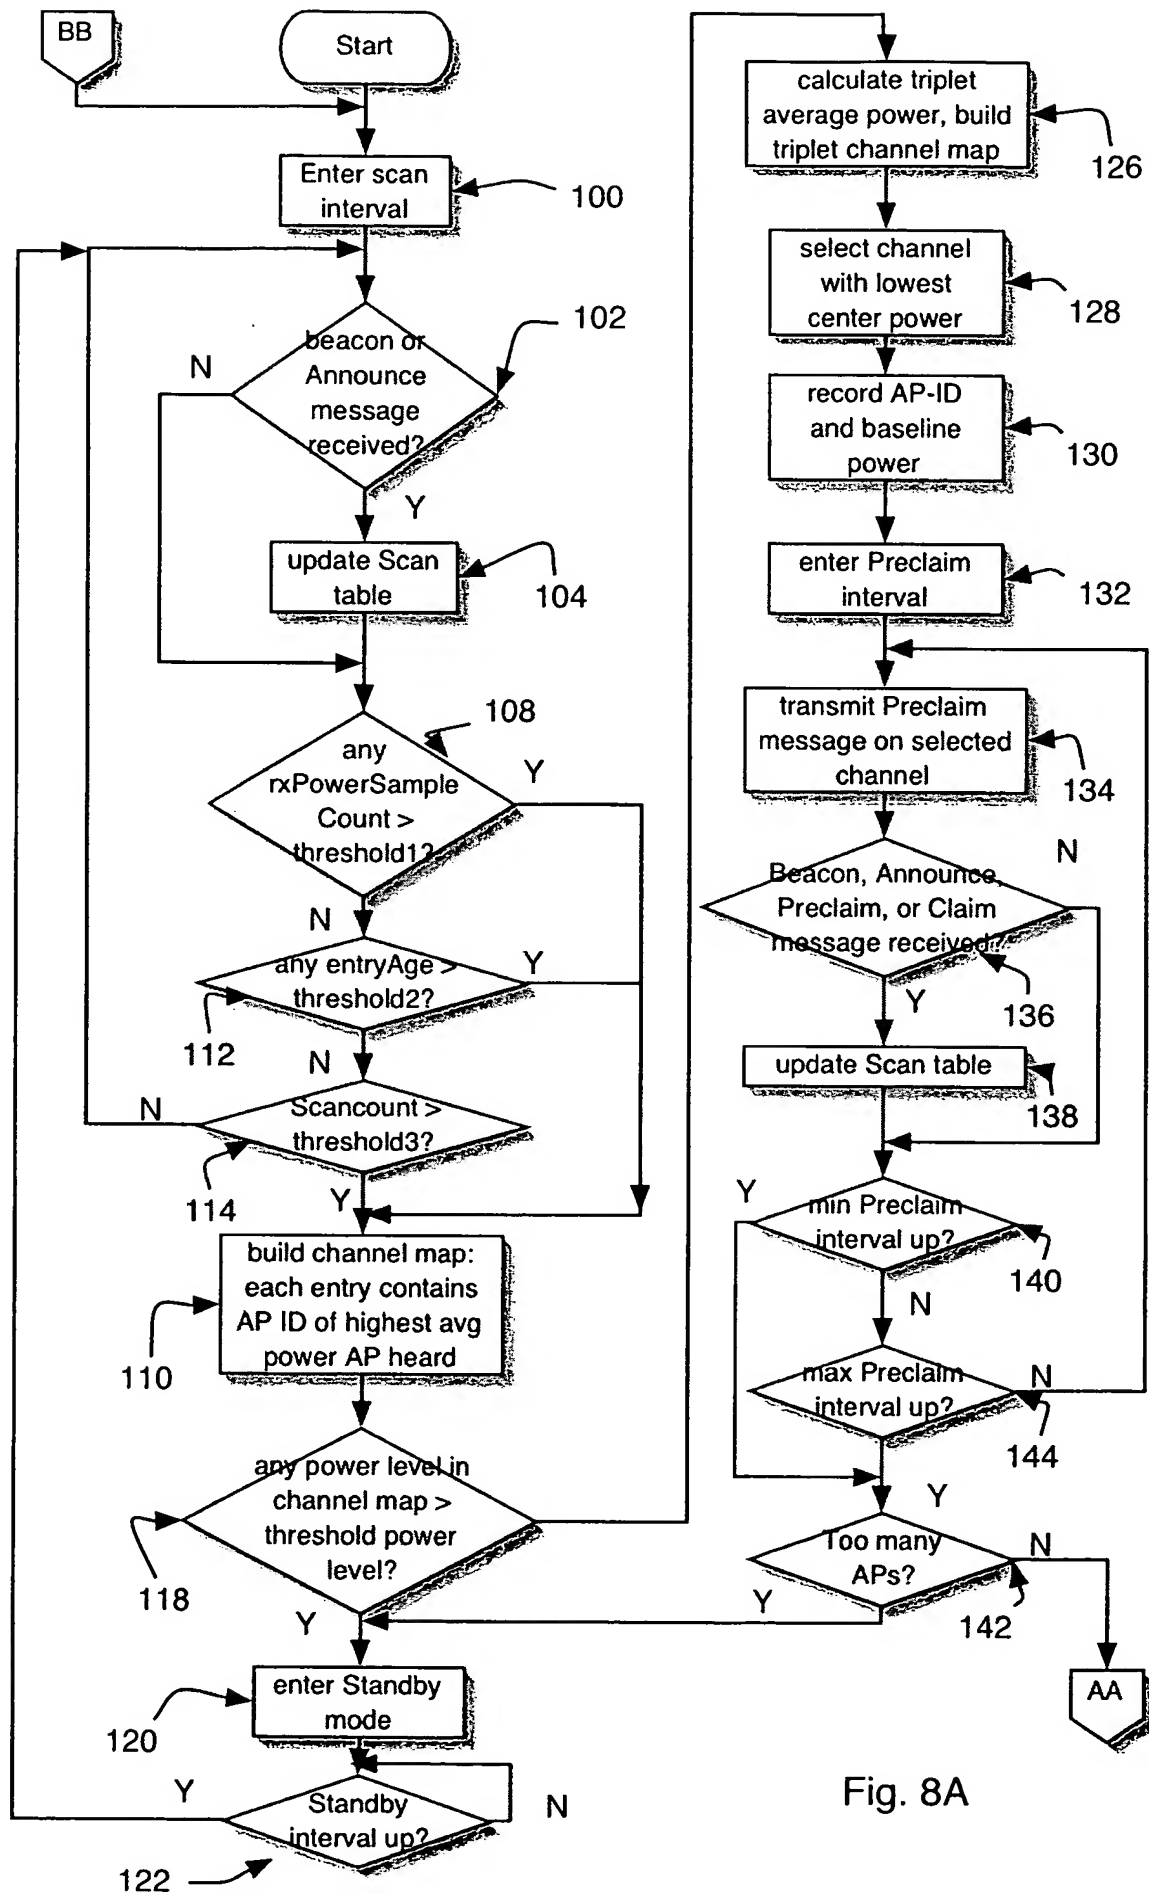 BB
Start
Enter scan
interval
100
beacon or
Announce
message
received?
102
N
Y
update Scan
table
104
any
rxPowerSample
Count >
threshold1?
108
Y
N
any entryAge >
threshold2?
112
Y
N
Scancount >
threshold3?
114
N
Y
build channel map:
each entry contains
AP ID of highest avg
power AP heard
110
any power level in
channel map >
threshold power
level?
118
Y
enter Standby
mode
120
Standby
interval up?
122
Y
N
calculate triplet
average power, build
triplet channel map
126
select channel
with lowest
center power
128
record AP-ID
and baseline
power
130
enter Preclaim
interval
132
transmit Preclaim
message on selected
channel
134
Beacon, Announce,
Preclaim, or Claim
message received?
136
N
Y
update Scan table
138
min Preclaim
interval up?
140
Y
N
max Preclaim
interval up?
144
N
Y
Too many
APs?
142
N
Y
AA
Fig. 8A